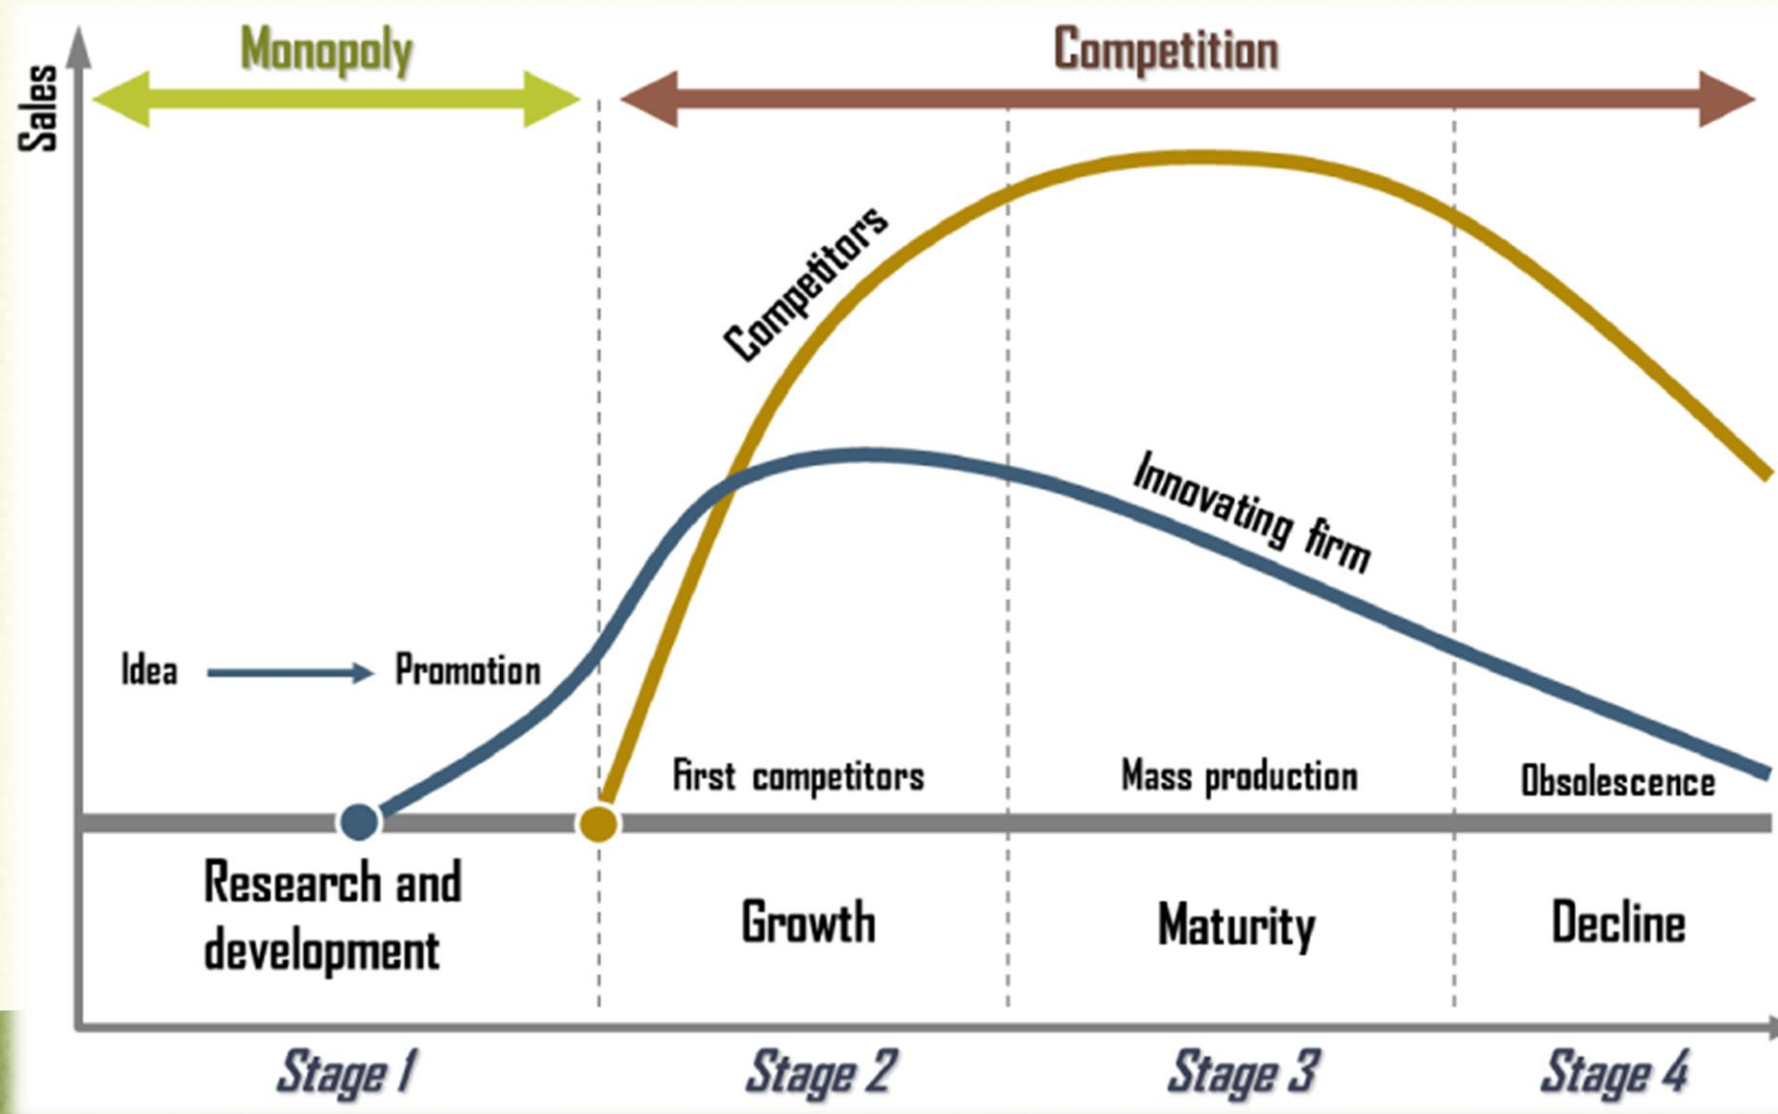 Monopoly
Competition
Sales
Competitors
Innovating firm
Idea
Promotion
First competitors
Mass production
Obsolescence
Research and
development
Growth
Maturity
Decline
Stage 1
Stage 2
Stage 3
Stage 4